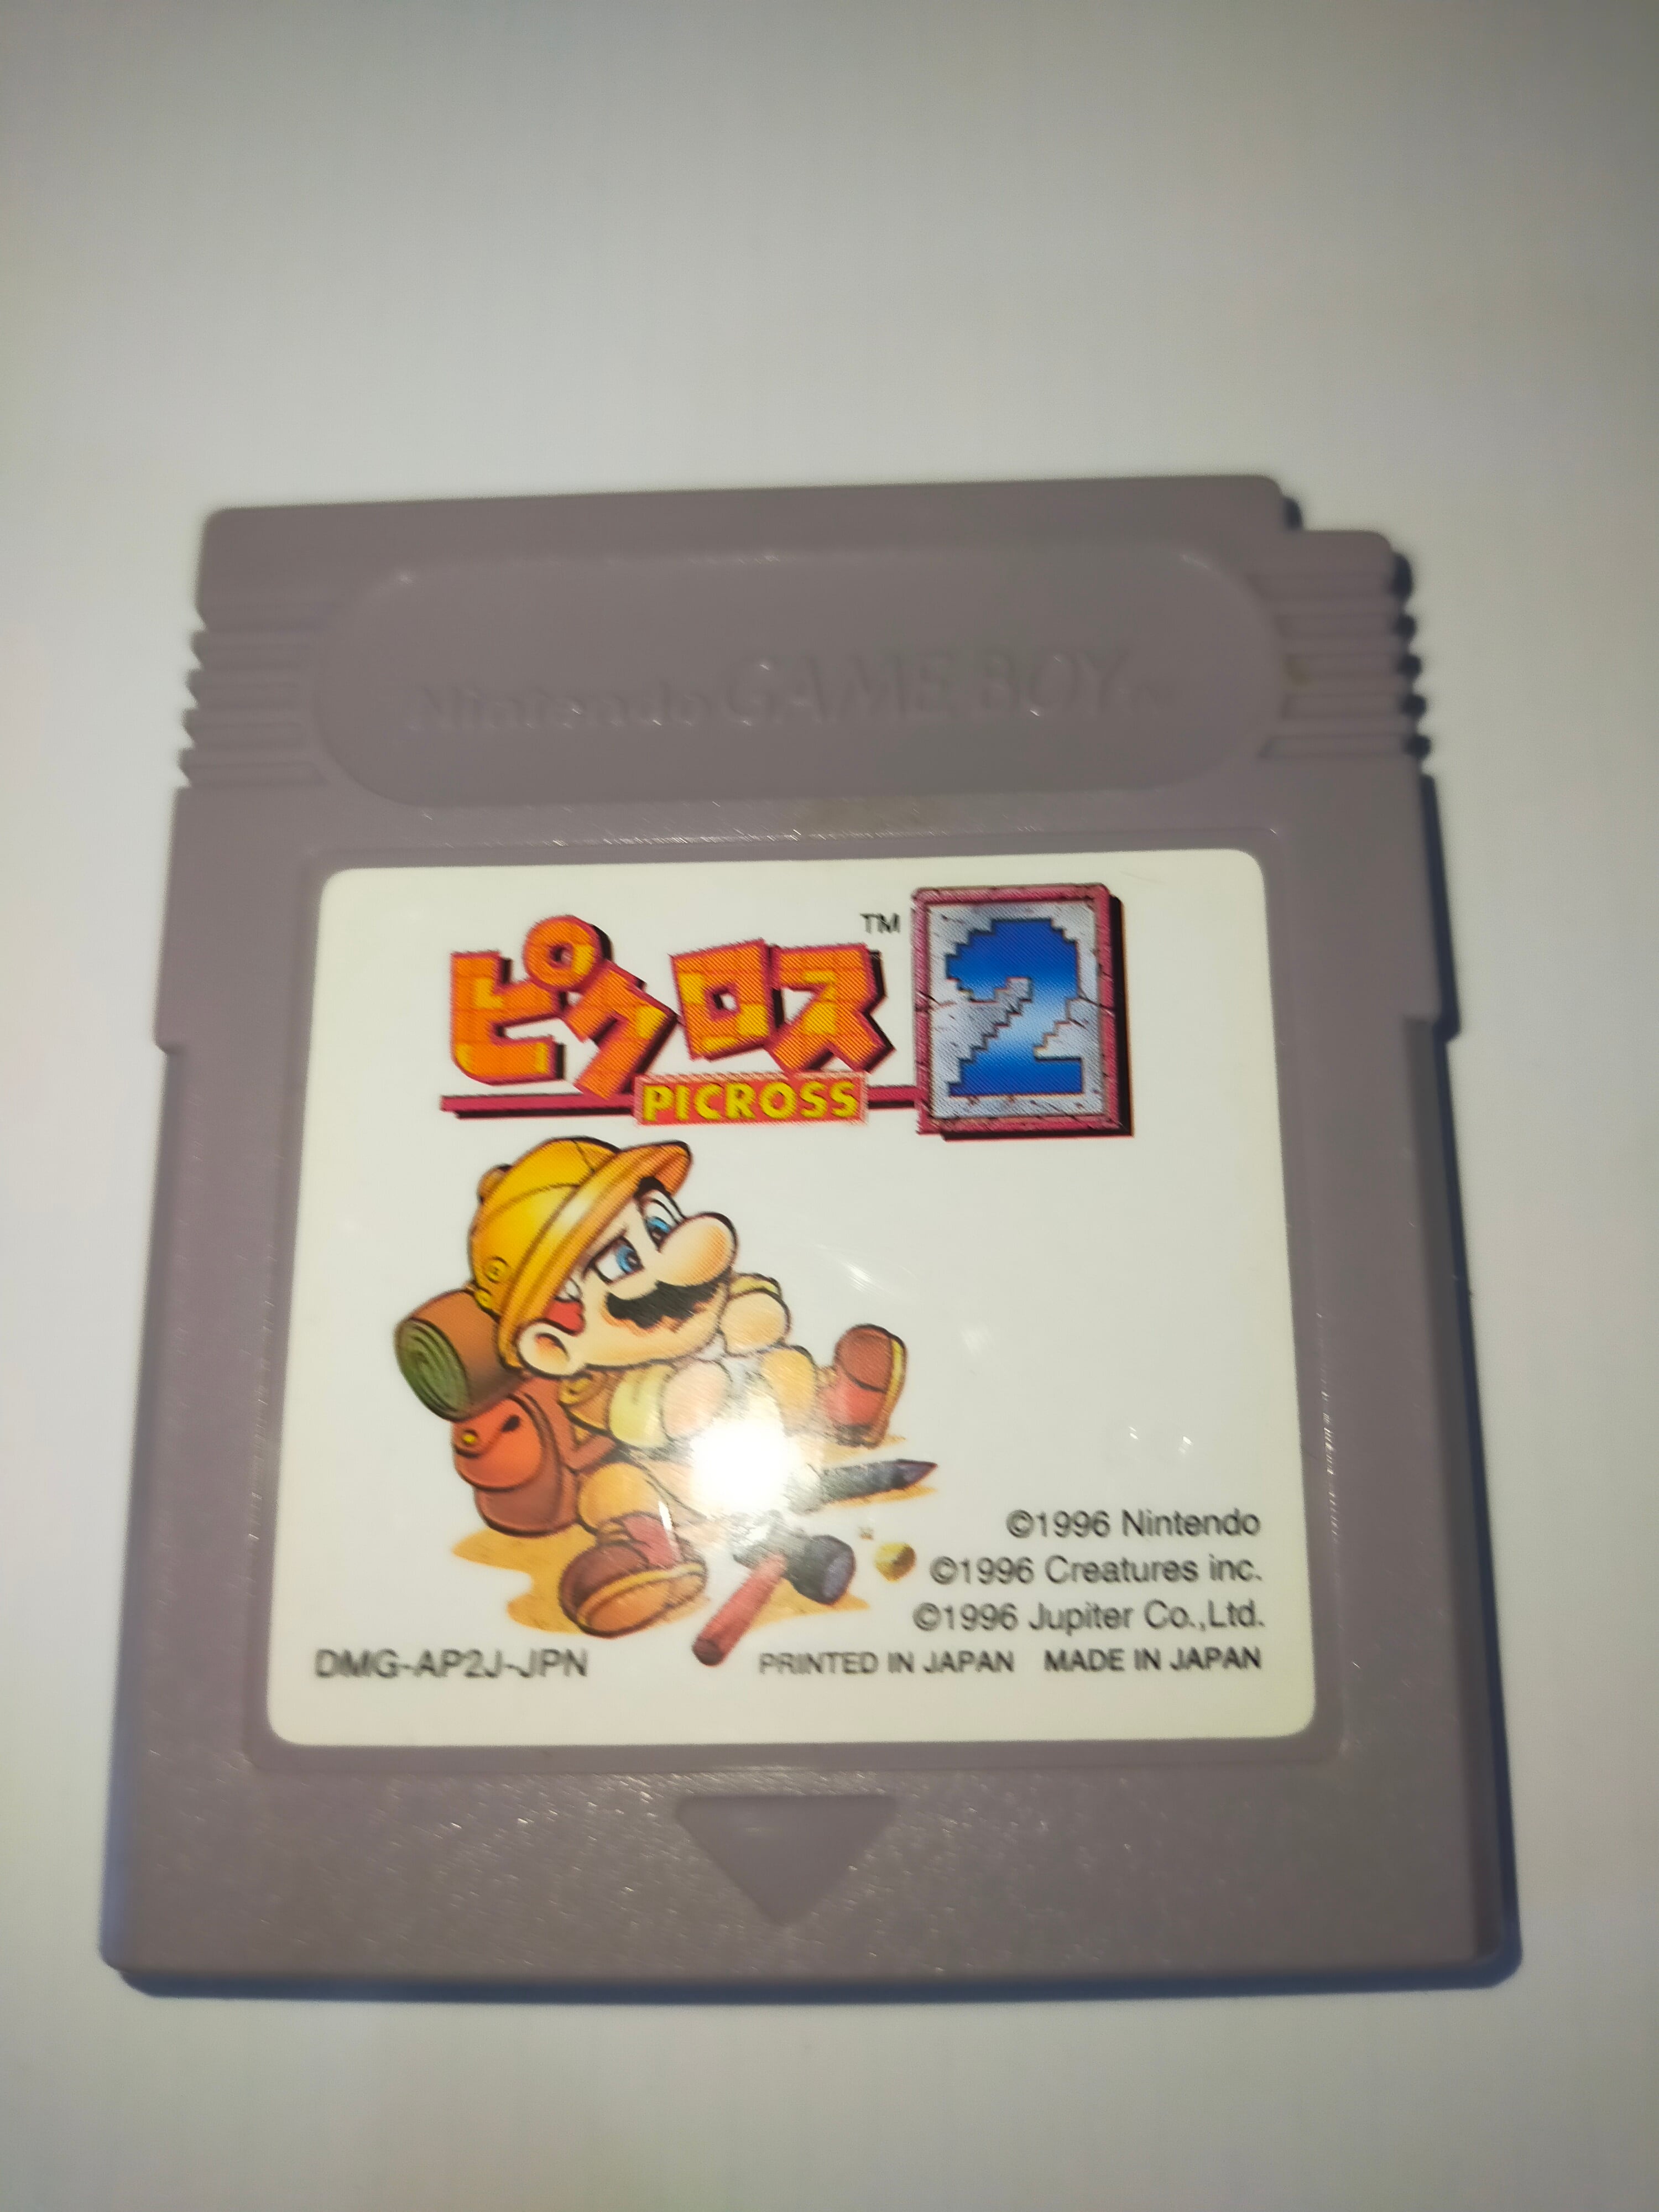 Nintendo GAME BOY TM
ピクロス TM 2
PICROSS
©1996 Nintendo
©1996 Creatures inc.
©1996 Jupiter Co.,Ltd.
DMG-AP2J-JPN PRINTED IN JAPAN MADE IN JAPAN